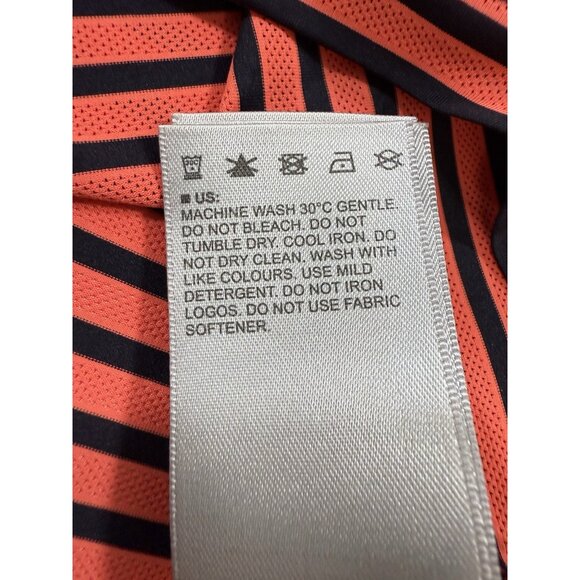 ■ US:
MACHINE WASH 30°C GENTLE.
DO NOT BLEACH. DO NOT
TUMBLE DRY. COOL IRON. DO
NOT DRY CLEAN. WASH WITH
LIKE COLOURS. USE MILD
DETERGENT. DO NOT IRON
LOGOS. DO NOT USE FABRIC
SOFTENER.